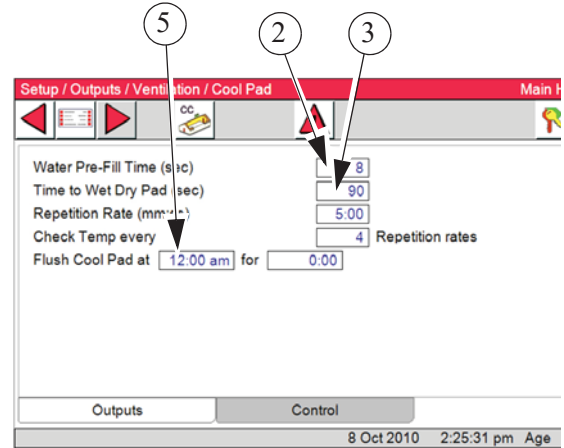 5 2 3
Setup / Outputs / Ventilation / Cool Pad Main H
CC
Water Pre-Fill Time (sec) 8
Time to Wet Dry Pad (sec) 90
Repetition Rate (mm:ss) 5:00
Check Temp every 4 Repetition rates
Flush Cool Pad at 12:00 am for 0:00
Outputs Control
8 Oct 2010 2:25:31 pm Age